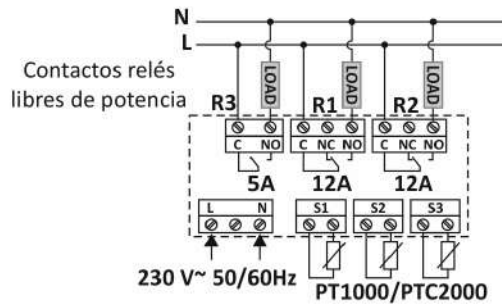 N
L
Contactos relés
libres de potencia
LOAD LOAD LOAD
R3 R1 R2
C NO C NC NO C NC NO
5A 12A 12A
L N S1 S2 S3
230 V~ 50/60Hz
PT1000/PTC2000